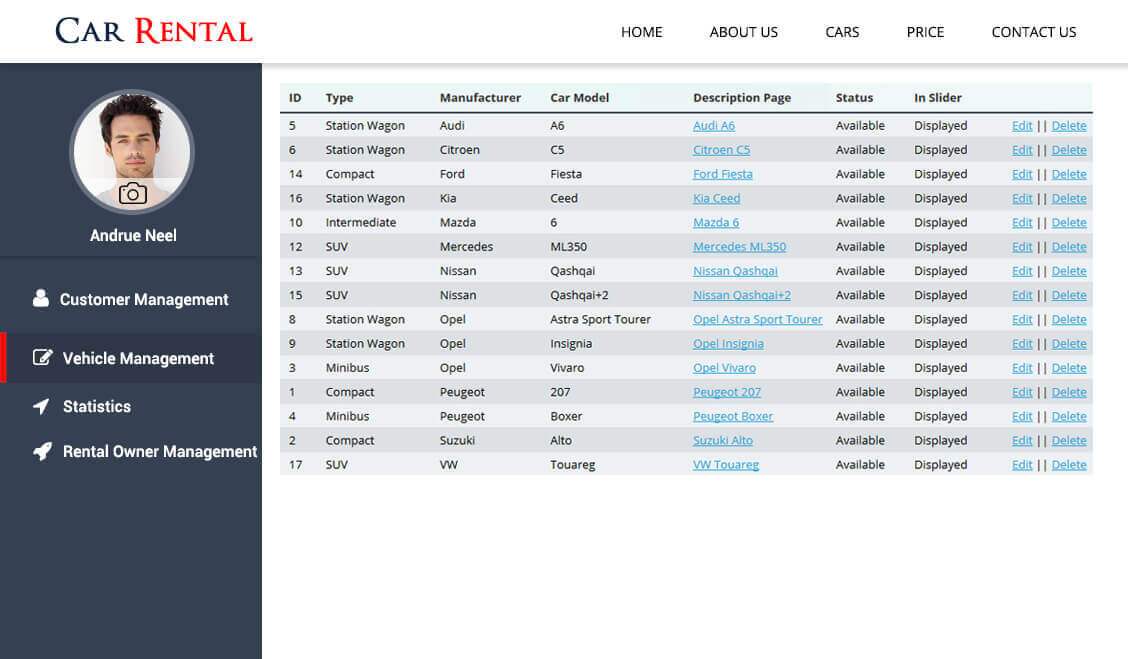 CAR RENTAL
HOME ABOUT US CARS PRICE CONTACT US
Andrue Neel
Customer Management
Vehicle Management
Statistics
Rental Owner Management
ID Type Manufacturer Car Model Description Page Status In Slider
5 Station Wagon Audi A6 Audi A6 Available Displayed Edit || Delete
6 Station Wagon Citroen C5 Citroen C5 Available Displayed Edit || Delete
14 Compact Ford Fiesta Ford Fiesta Available Displayed Edit || Delete
16 Station Wagon Kia Ceed Kia Ceed Available Displayed Edit || Delete
10 Intermediate Mazda 6 Mazda 6 Available Displayed Edit || Delete
12 SUV Mercedes ML350 Mercedes ML350 Available Displayed Edit || Delete
13 SUV Nissan Qashqai Nissan Qashqai Available Displayed Edit || Delete
15 SUV Nissan Qashqai+2 Nissan Qashqai+2 Available Displayed Edit || Delete
8 Station Wagon Opel Astra Sport Tourer Opel Astra Sport Tourer Available Displayed Edit || Delete
9 Station Wagon Opel Insignia Opel Insignia Available Displayed Edit || Delete
3 Minibus Opel Vivaro Opel Vivaro Available Displayed Edit || Delete
1 Compact Peugeot 207 Peugeot 207 Available Displayed Edit || Delete
4 Minibus Peugeot Boxer Peugeot Boxer Available Displayed Edit || Delete
2 Compact Suzuki Alto Suzuki Alto Available Displayed Edit || Delete
17 SUV VW Touareg VW Touareg Available Displayed Edit || Delete